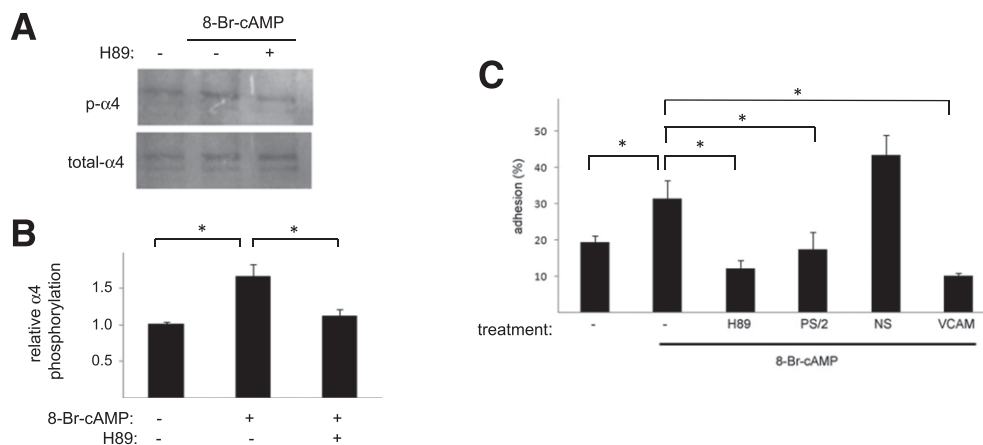 A
8-Br-cAMP
H89: - - +
p-α4
total-α4
B
* *
relative α4
phosphorylation
1.5
1.0
0.5
8-Br-cAMP: - + +
H89: - - +
C
*
*
* *
adhesion (%)
50
40
30
20
10
treatment: - - H89 PS/2 NS VCAM
8-Br-cAMP